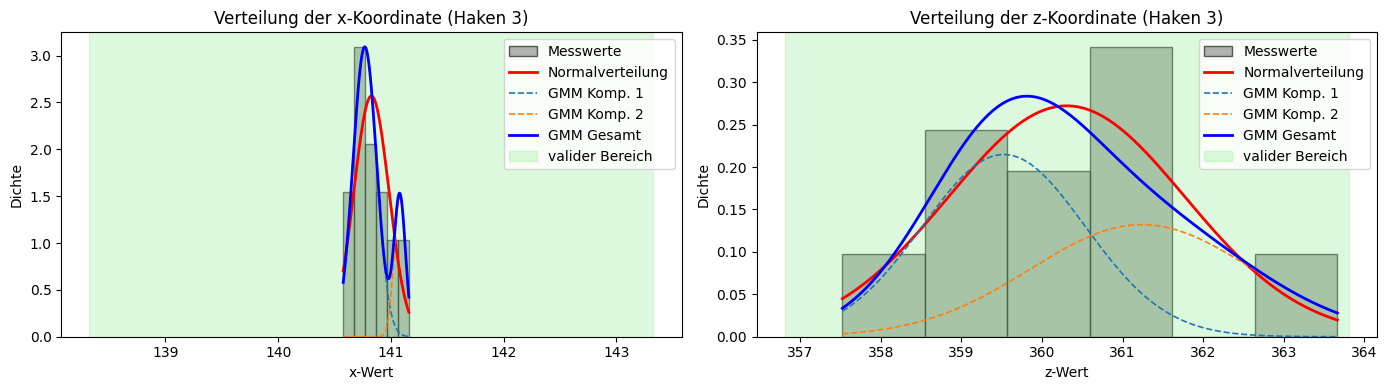 Verteilung der x-Koordinate (Haken 3)
3.0
2.5
2.0
1.5
1.0
0.5
0.0
Dichte
139
140
141
142
143
x-Wert
Messwerte
Normalverteilung
GMM Komp. 1
GMM Komp. 2
GMM Gesamt
valider Bereich
Verteilung der z-Koordinate (Haken 3)
0.35
0.30
0.25
0.20
0.15
0.10
0.05
0.00
Dichte
357
358
359
360
361
362
363
364
z-Wert
Messwerte
Normalverteilung
GMM Komp. 1
GMM Komp. 2
GMM Gesamt
valider Bereich